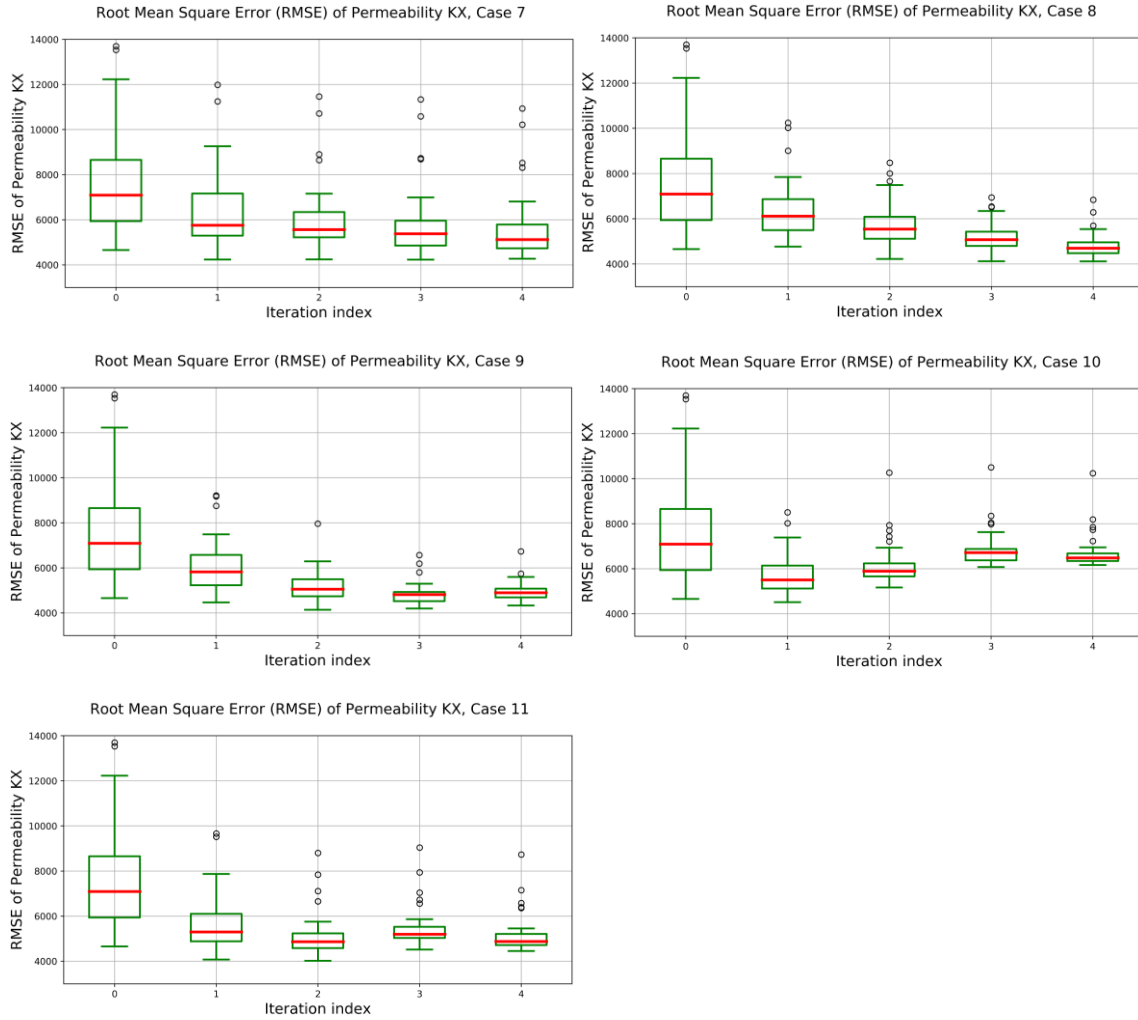 Root Mean Square Error (RMSE) of Permeability KX, Case 7
RMSE of Permeability KX
14000
12000
10000
8000
6000
4000
0 1 2 3 4
Iteration index
Root Mean Square Error (RMSE) of Permeability KX, Case 8
RMSE of Permeability KX
14000
12000
10000
8000
6000
4000
0 1 2 3 4
Iteration index
Root Mean Square Error (RMSE) of Permeability KX, Case 9
RMSE of Permeability KX
14000
12000
10000
8000
6000
4000
0 1 2 3 4
Iteration index
Root Mean Square Error (RMSE) of Permeability KX, Case 10
RMSE of Permeability KX
14000
12000
10000
8000
6000
4000
0 1 2 3 4
Iteration index
Root Mean Square Error (RMSE) of Permeability KX, Case 11
RMSE of Permeability KX
14000
12000
10000
8000
6000
4000
0 1 2 3 4
Iteration index